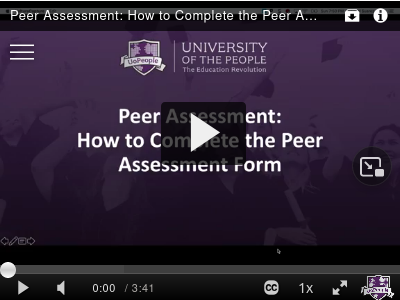 Peer Assessment: How to Complete the Peer A...
UoPeople
UNIVERSITY
OF THE PEOPLE
The Education Revolution
Peer Assessment:
How to Complete the Peer
Assessment Form
0:00 / 3:41
CC
1x